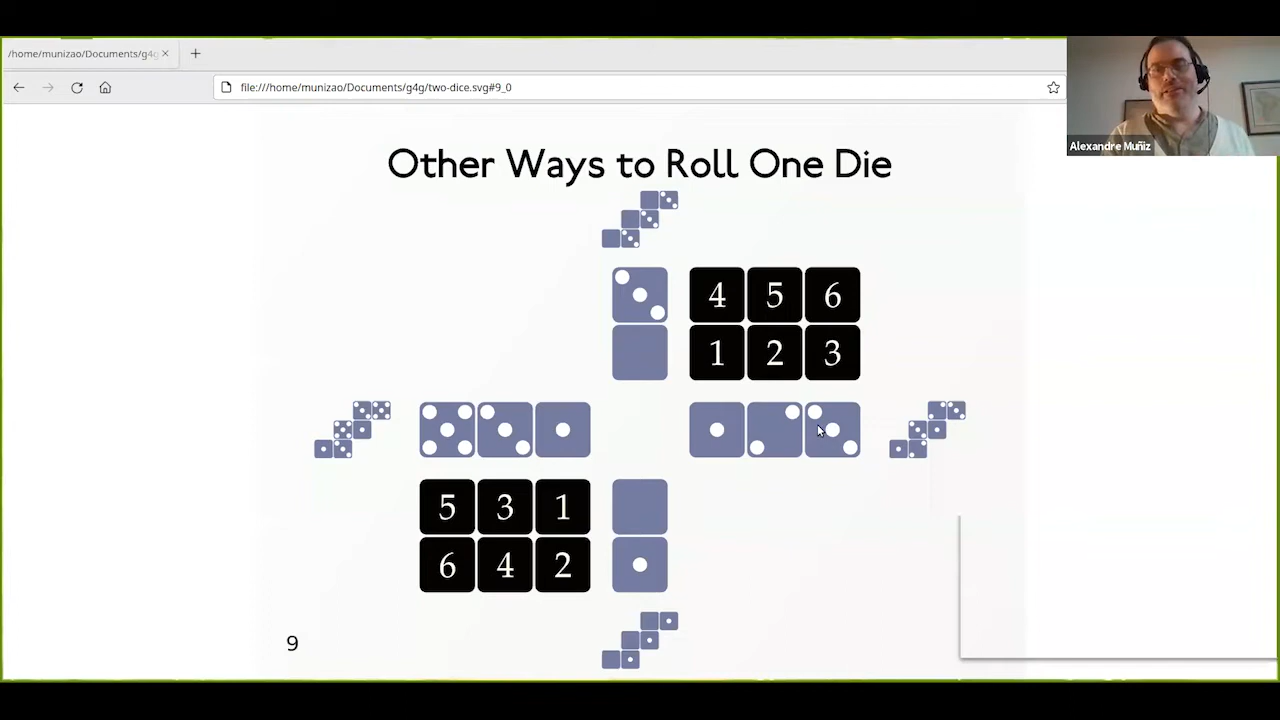 /home/munizao/Documents/g4g
file:///home/munizao/Documents/g4g/two-dice.svg#9_0
Alexandre Muñiz
Other Ways to Roll One Die
4 5 6
1 2 3
5 3 1
6 4 2
9